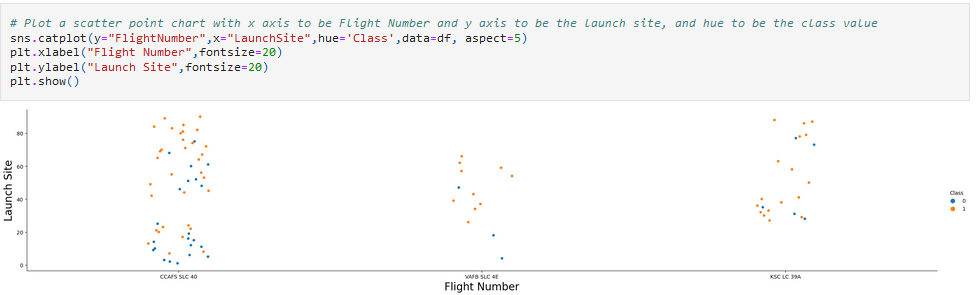 # Plot a scatter point chart with x axis to be Flight Number and y axis to be the launch site, and hue to be the class value
sns.catplot(y="FlightNumber",x="LaunchSite",hue='Class',data=df, aspect=5)
plt.xlabel("Flight Number",fontsize=20)
plt.ylabel("Launch Site",fontsize=20)
plt.show()
Launch Site
80
60
40
20
0
CCAFS SLC 40
VAFB SLC 4E
KSC LC 39A
Flight Number
Class
0
1